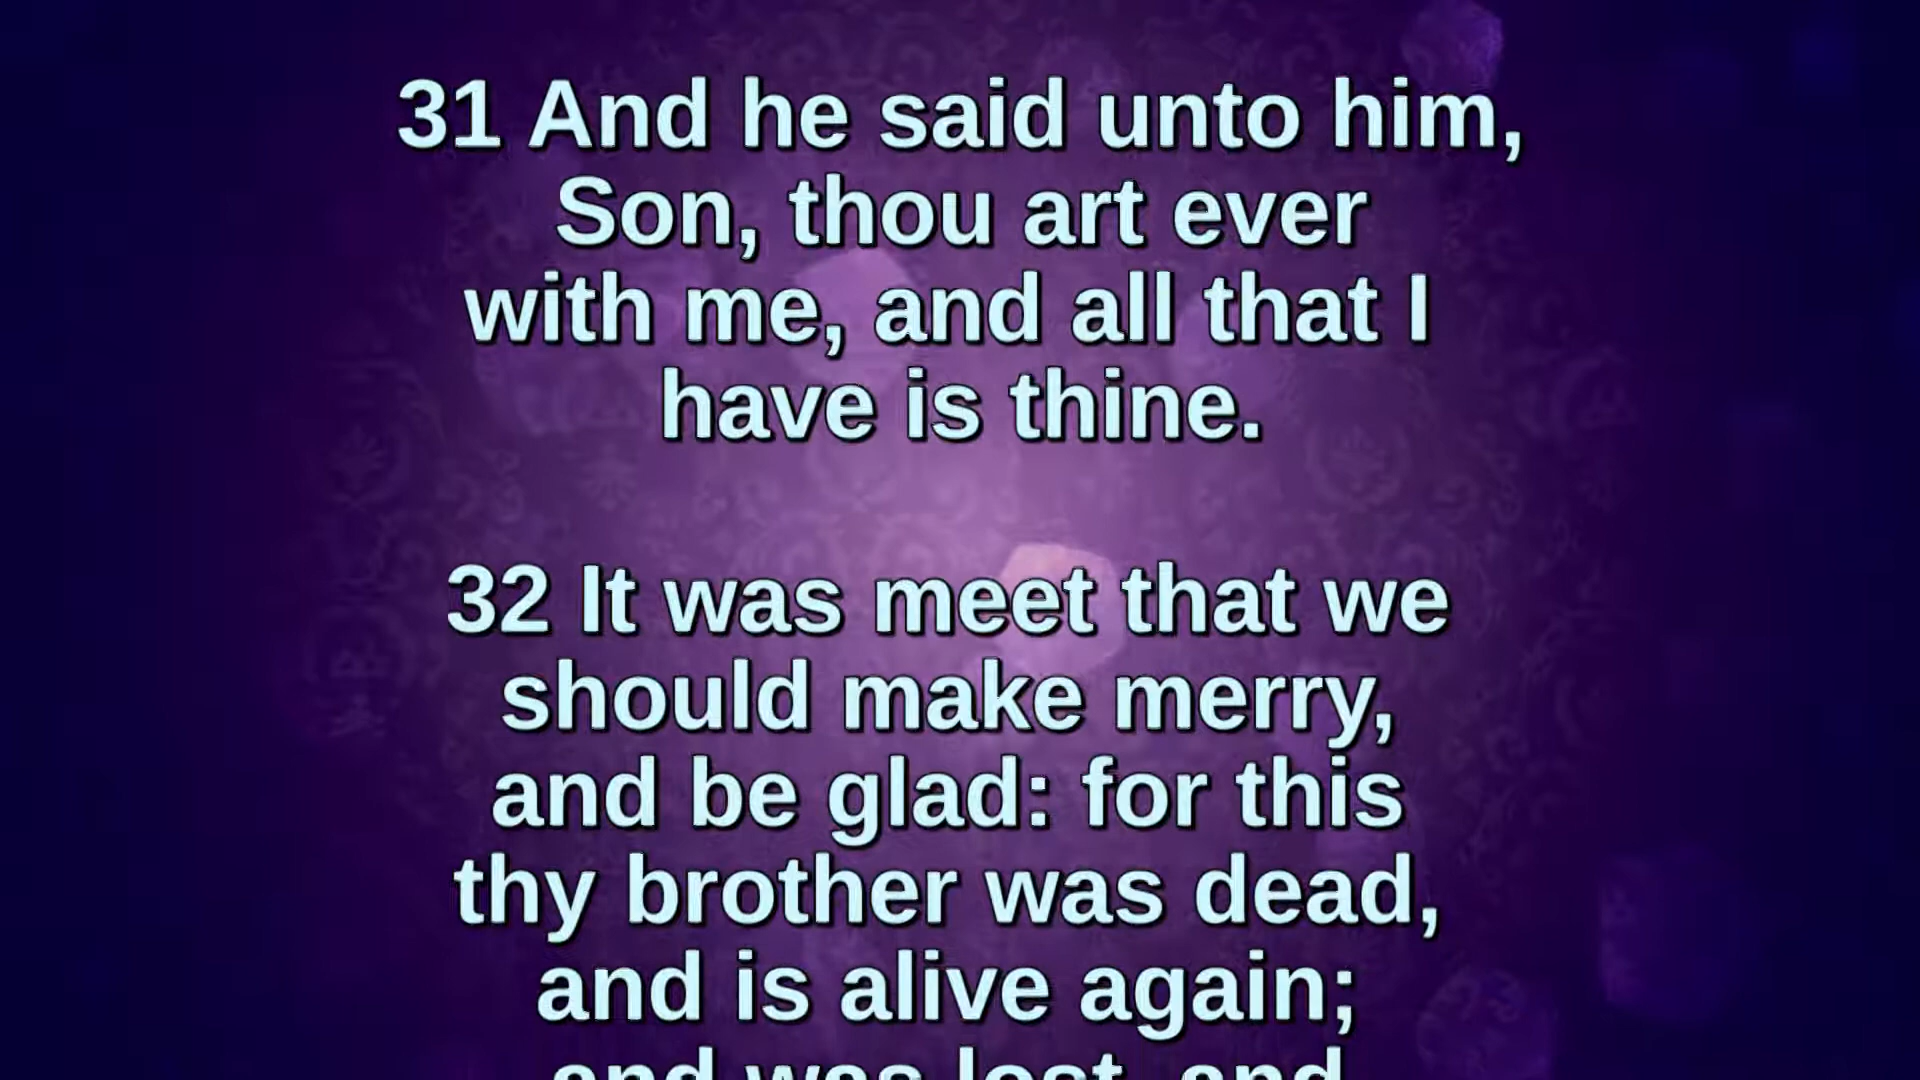 31 And he said unto him,
Son, thou art ever
with me, and all that I
have is thine.
32 It was meet that we
should make merry,
and be glad: for this
thy brother was dead,
and is alive again;
and was lost, and